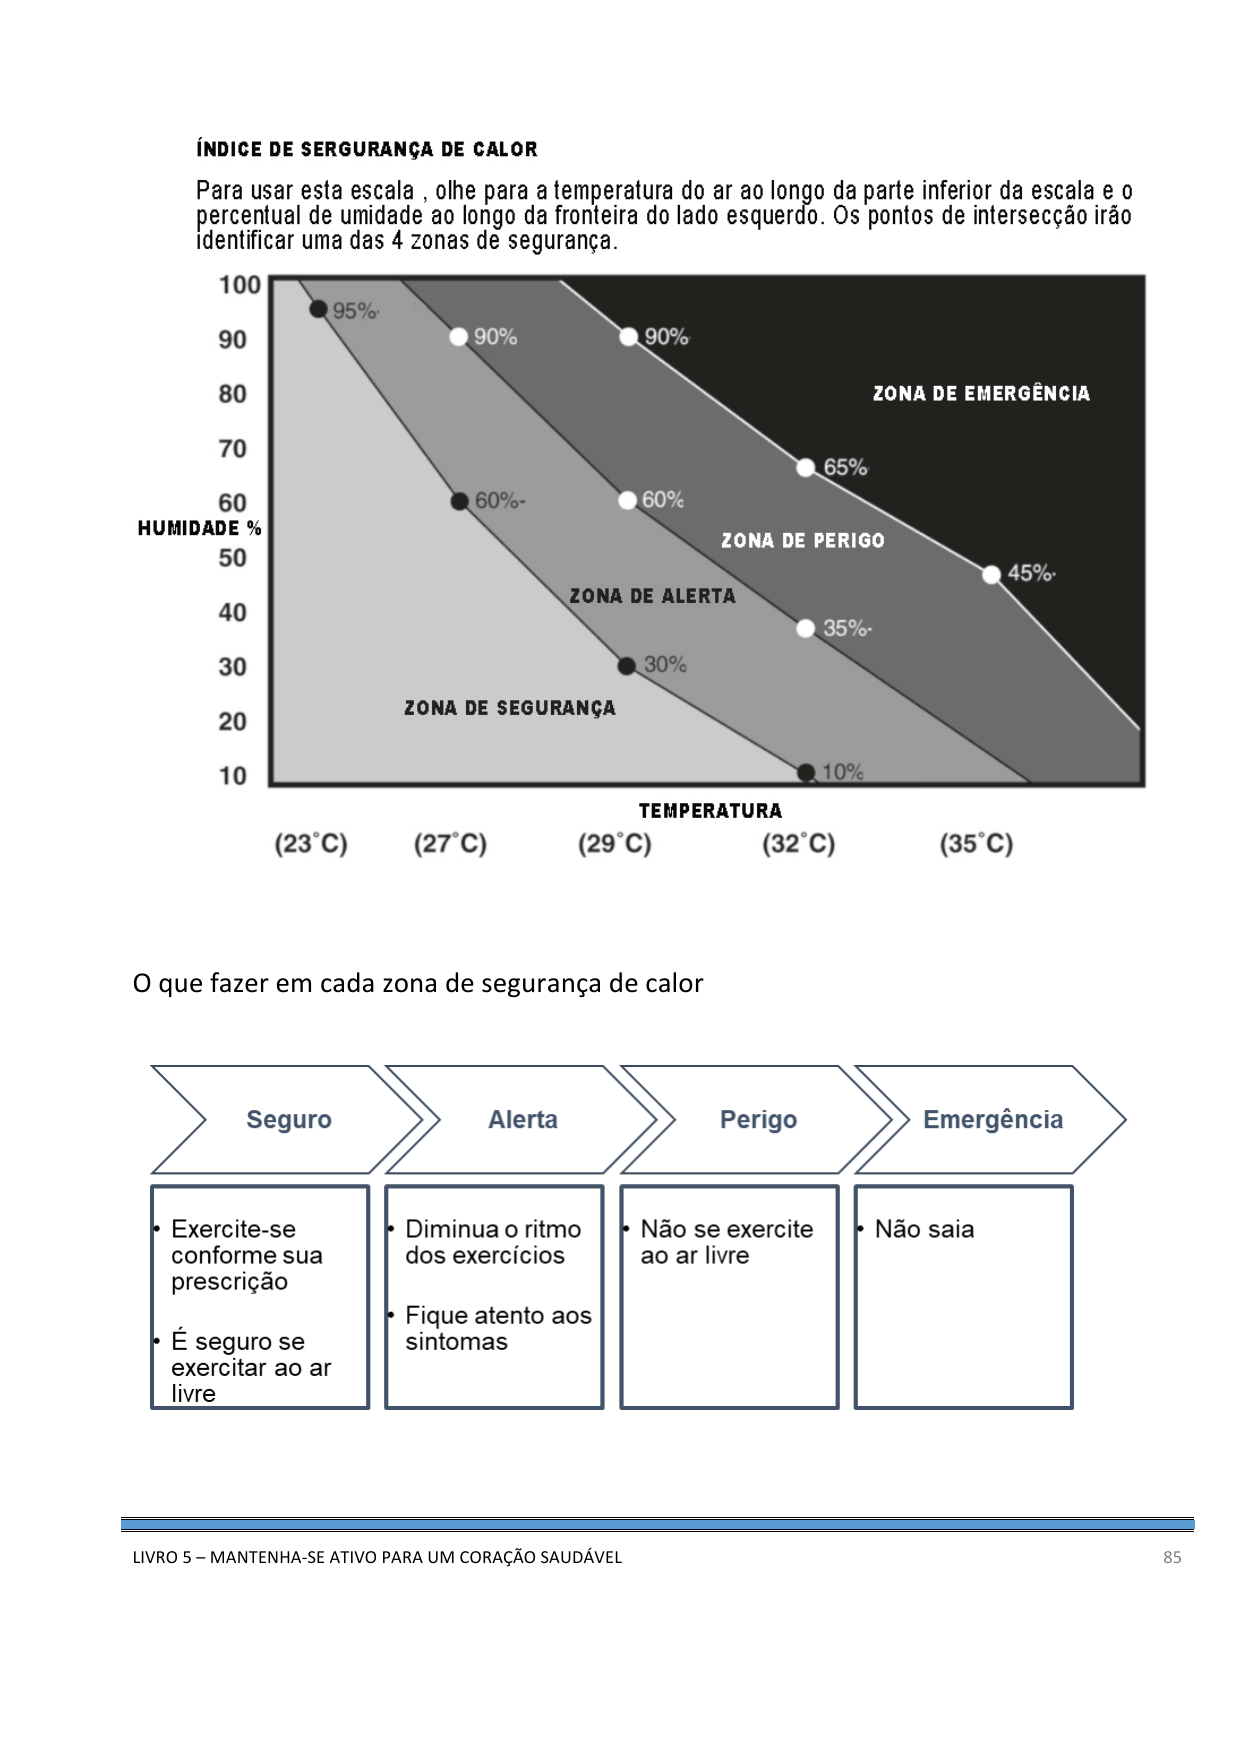 ÍNDICE DE SERGURANÇA DE CALOR
Para usar esta escala , olhe para a temperatura do ar ao longo da parte inferior da escala e o
percentual de umidade ao longo da fronteira do lado esquerdo. Os pontos de intersecção irão
identificar uma das 4 zonas de segurança.
100
95%
90
90%
90%
80
ZONA DE EMERGÊNCIA
70
65%
60
60%-
60%
HUMIDADE %
ZONA DE PERIGO
50
45%
ZONA DE ALERTA
40
35%-
30
30%
ZONA DE SEGURANÇA
20
10
10%
TEMPERATURA
(23°C) (27°C) (29°C) (32°C) (35°C)
O que fazer em cada zona de segurança de calor
Seguro
• Exercite-se
conforme sua
prescrição
• É seguro se
exercitar ao ar
livre
Alerta
• Diminua o ritmo
dos exercícios
• Fique atento aos
sintomas
Perigo
• Não se exercite
ao ar livre
Emergência
• Não saia
LIVRO 5 – MANTENHA-SE ATIVO PARA UM CORAÇÃO SAUDÁVEL 85